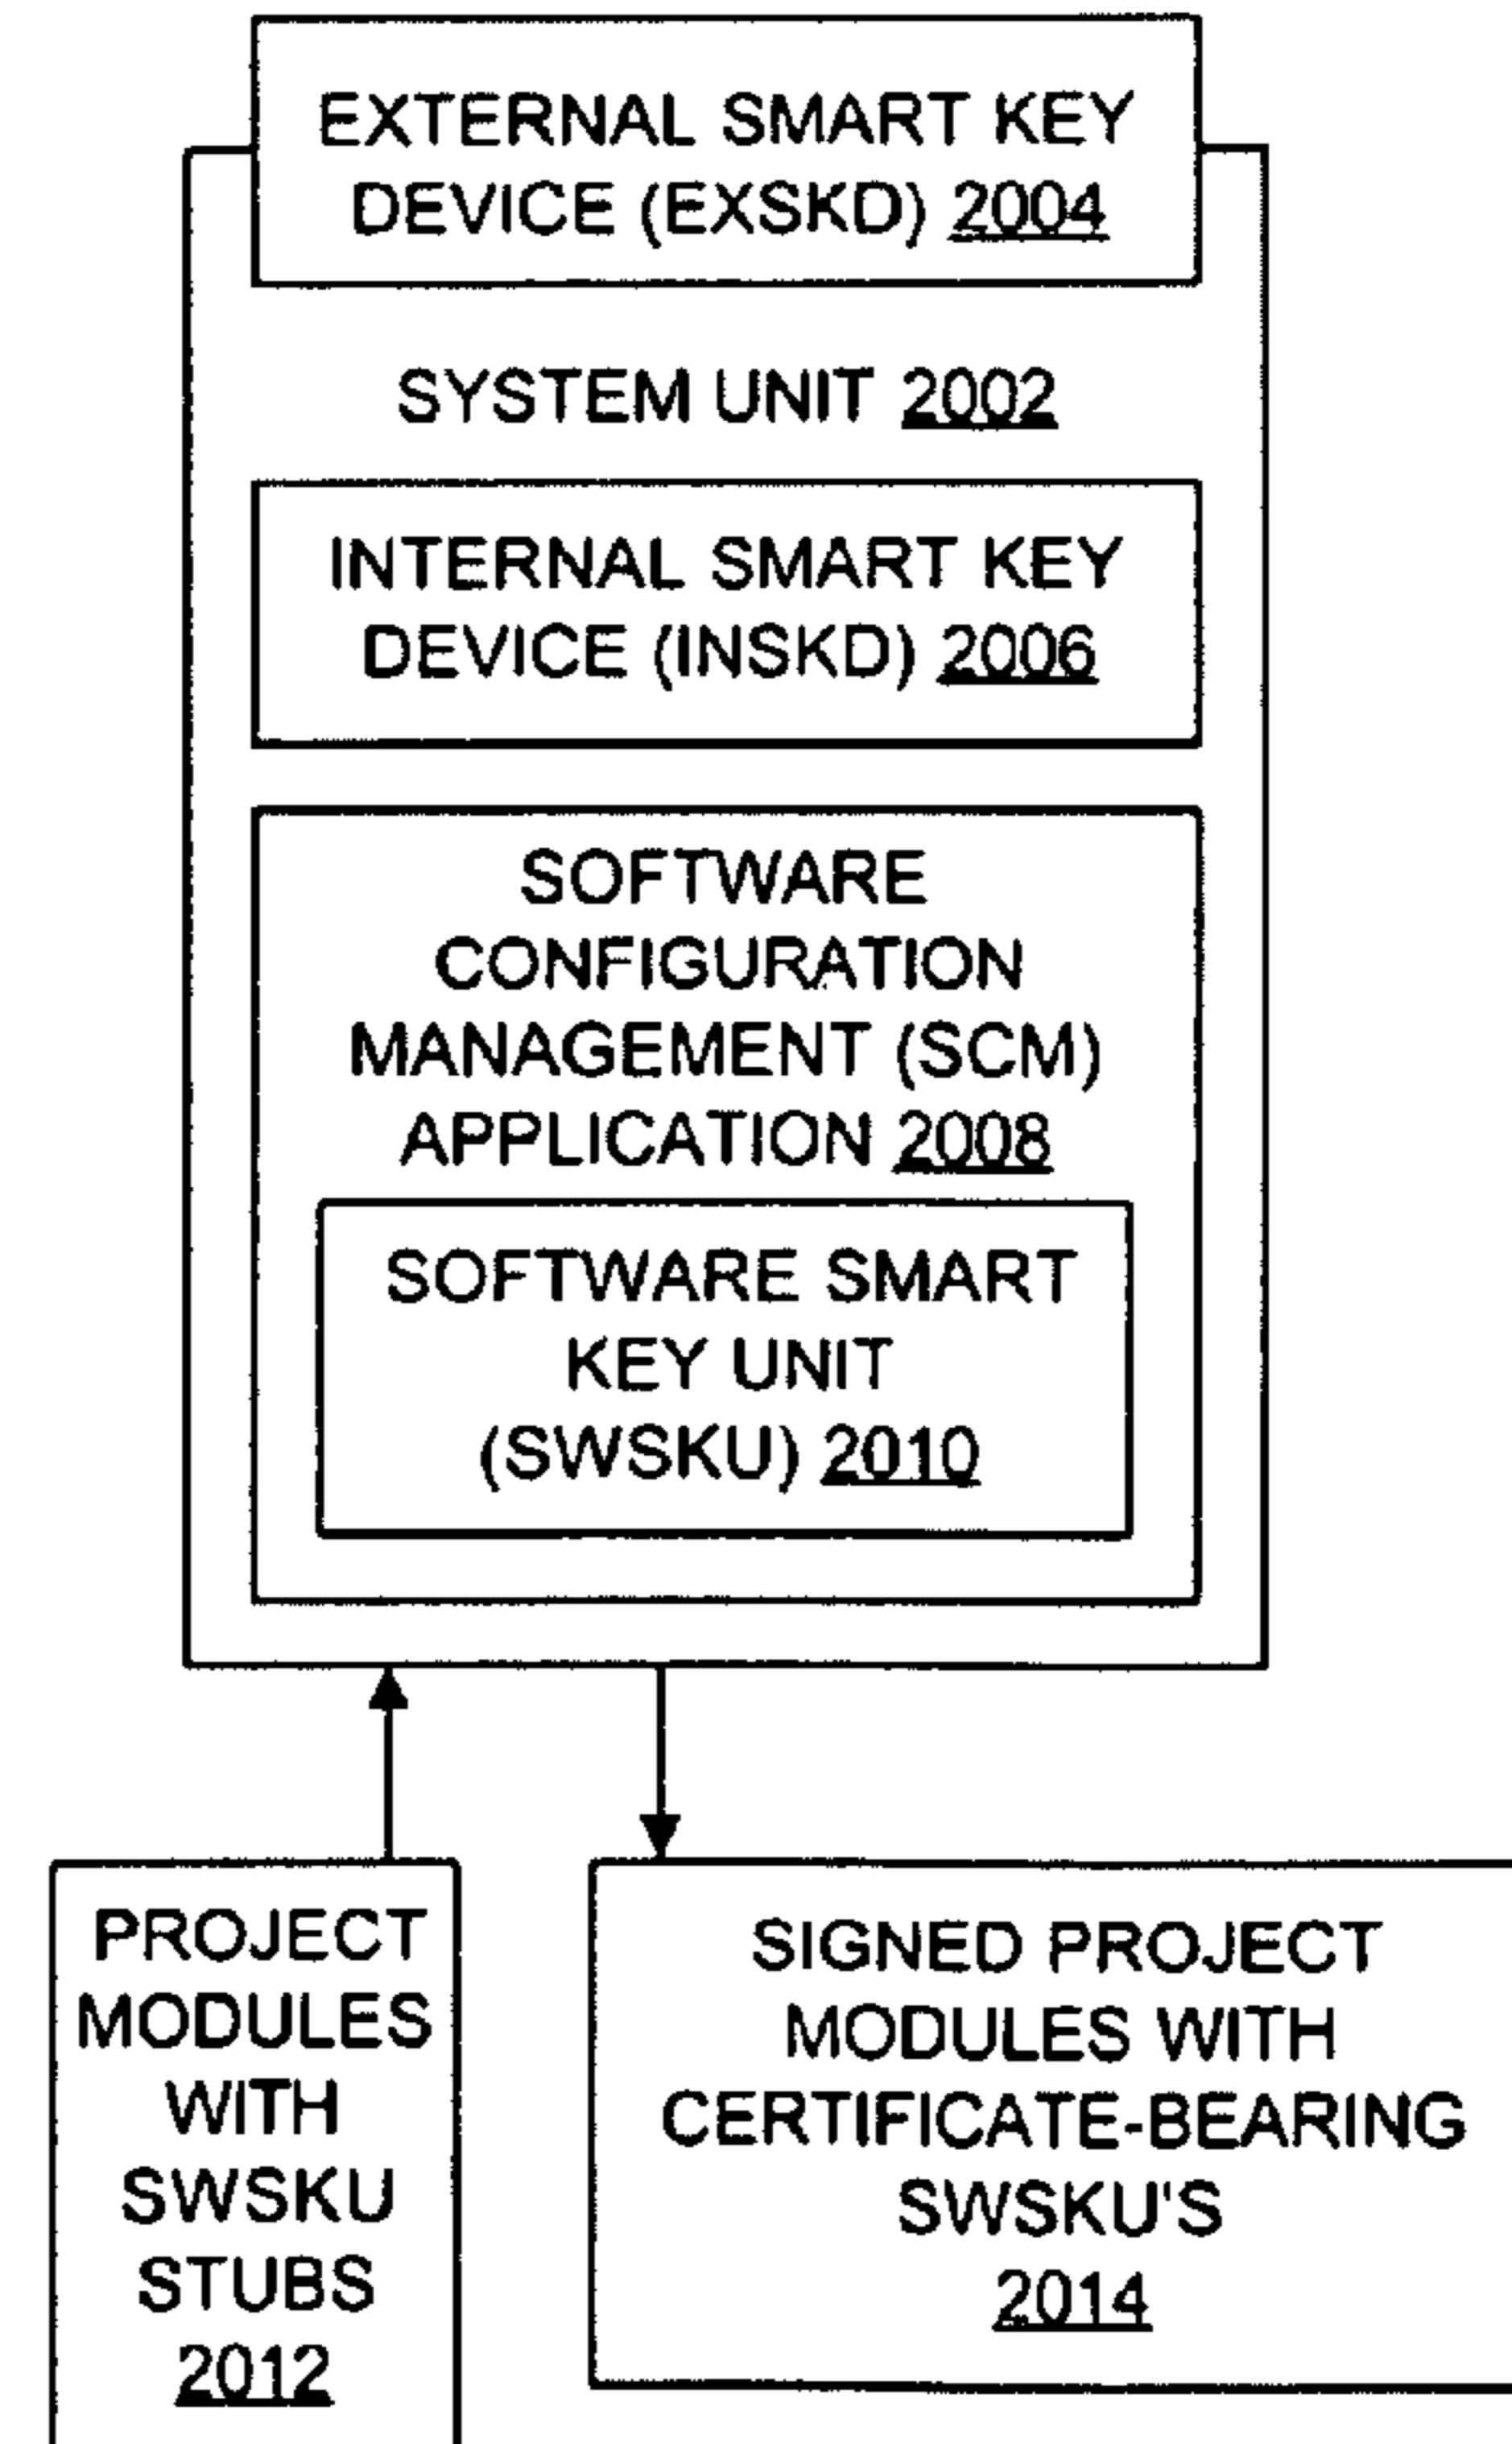 EXTERNAL SMART KEY
DEVICE (EXSKD) 2004
SYSTEM UNIT 2002
INTERNAL SMART KEY
DEVICE (INSKD) 2006
SOFTWARE
CONFIGURATION
MANAGEMENT (SCM)
APPLICATION 2008
SOFTWARE SMART
KEY UNIT
(SWSKU) 2010
PROJECT
MODULES
WITH
SWSKU
STUBS
2012
SIGNED PROJECT
MODULES WITH
CERTIFICATE-BEARING
SWSKU'S
2014